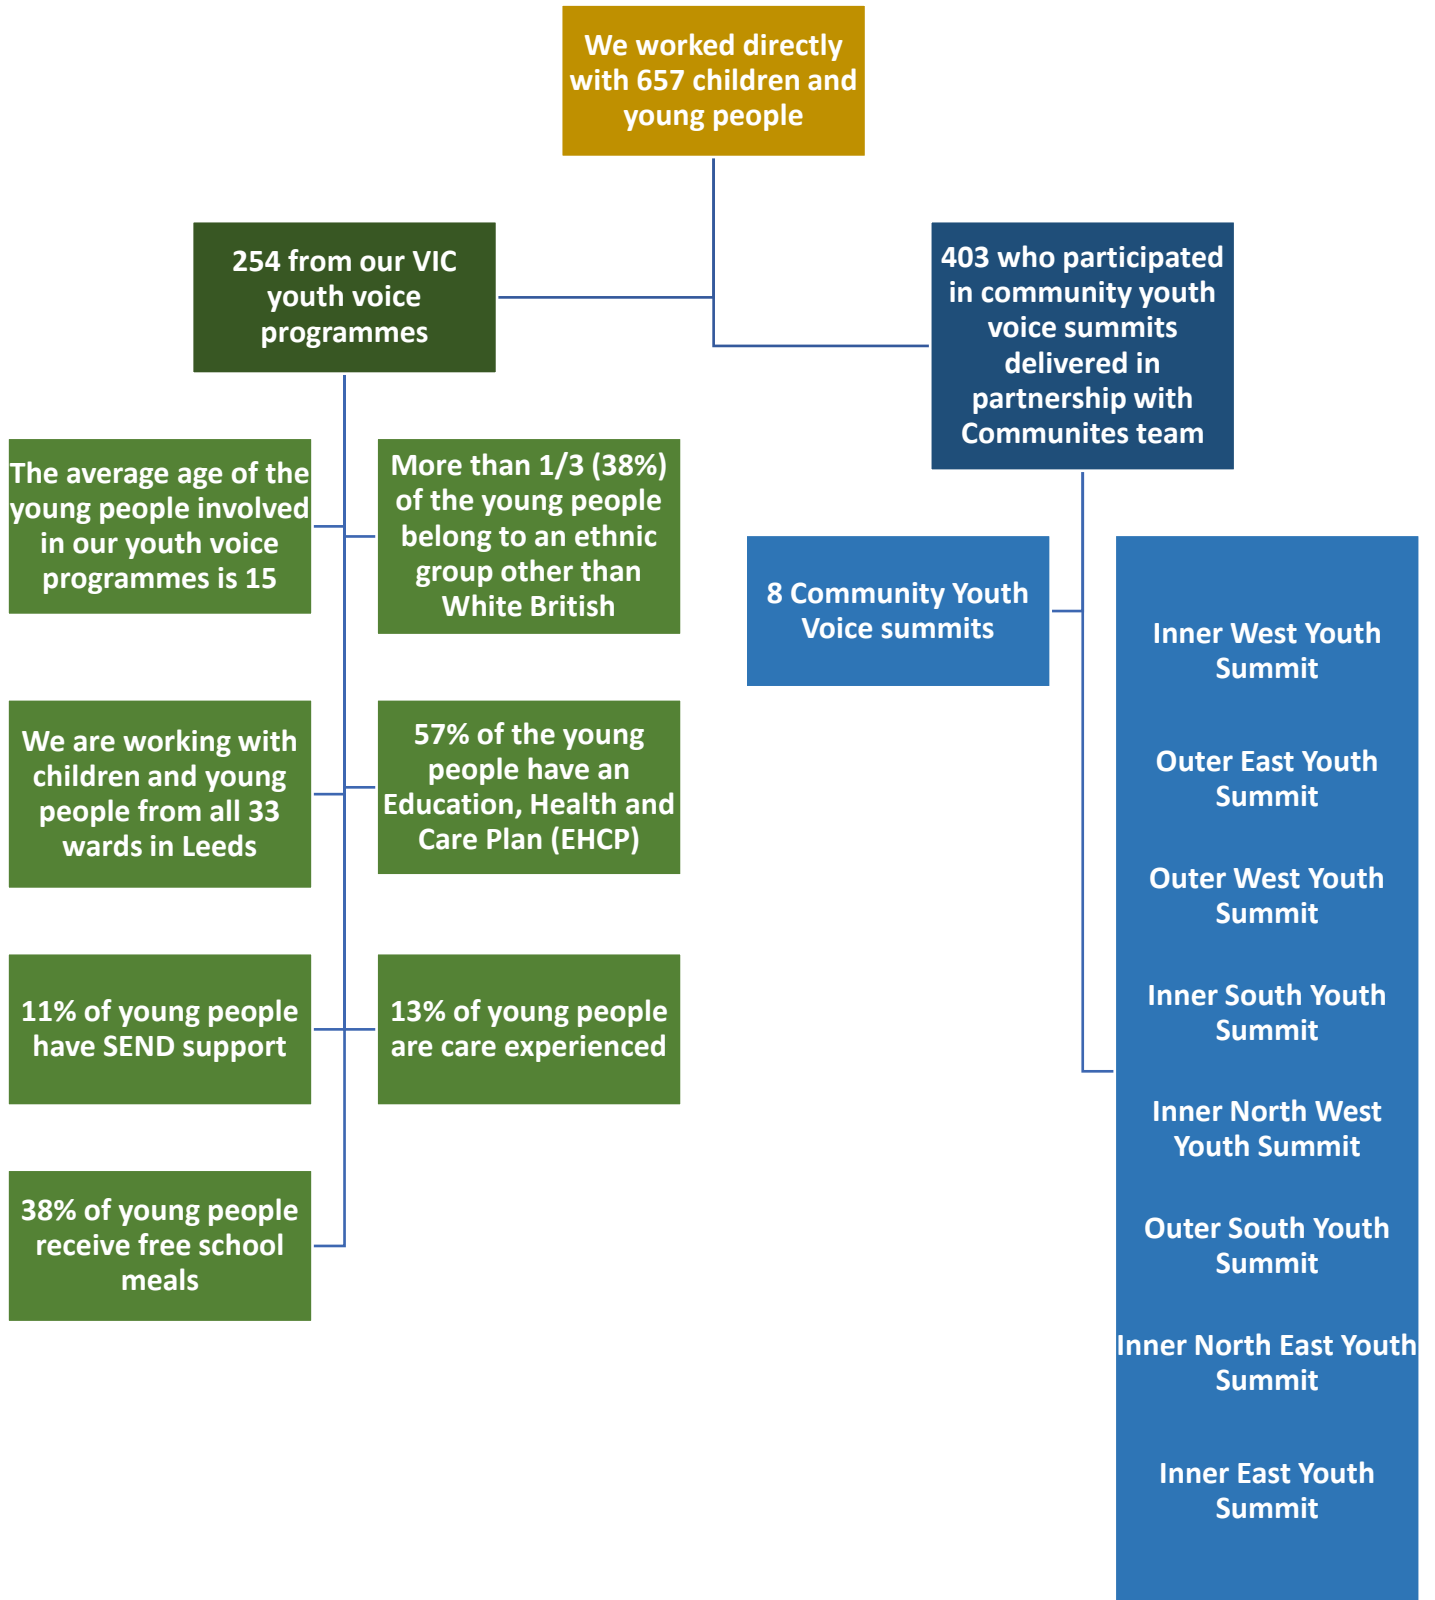 We worked directly
with 657 children and
young people
254 from our VIC
youth voice
programmes
403 who participated
in community youth
voice summits
delivered in
partnership with
Communites team
The average age of the
young people involved
in our youth voice
programmes is 15
More than 1/3 (38%)
of the young people
belong to an ethnic
group other than
White British
We are working with
children and young
people from all 33
wards in Leeds
57% of the young
people have an
Education, Health and
Care Plan (EHCP)
11% of young people
have SEND support
13% of young people
are care experienced
38% of young people
receive free school
meals
8 Community Youth
Voice summits
Inner West Youth
Summit
Outer East Youth
Summit
Outer West Youth
Summit
Inner South Youth
Summit
Inner North West
Youth Summit
Outer South Youth
Summit
Inner North East Youth
Summit
Inner East Youth
Summit